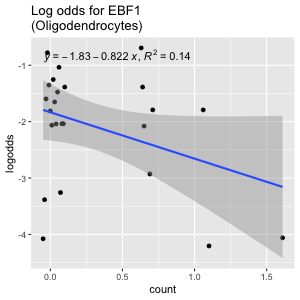 Log odds for EBF1
(Oligodendrocytes)
y = −1.83−0.822 x, R² = 0.14
-1
-2
-3
-4
logodds
0.0 0.5 1.0 1.5
count